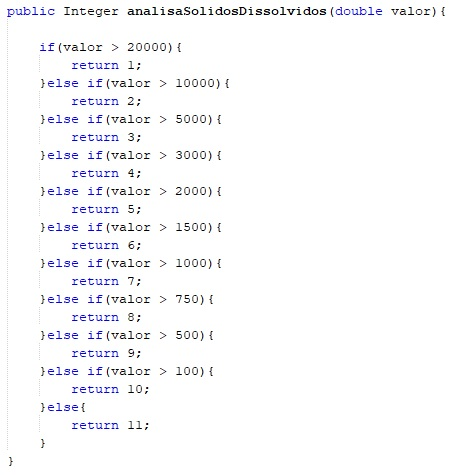 public Integer analisaSolidosDissolvidos(double valor){
if(valor > 20000){
return 1;
}else if(valor > 10000){
return 2;
}else if(valor > 5000){
return 3;
}else if(valor > 3000){
return 4;
}else if(valor > 2000){
return 5;
}else if(valor > 1500){
return 6;
}else if(valor > 1000){
return 7;
}else if(valor > 750){
return 8;
}else if(valor > 500){
return 9;
}else if(valor > 100){
return 10;
}else{
return 11;
}
}